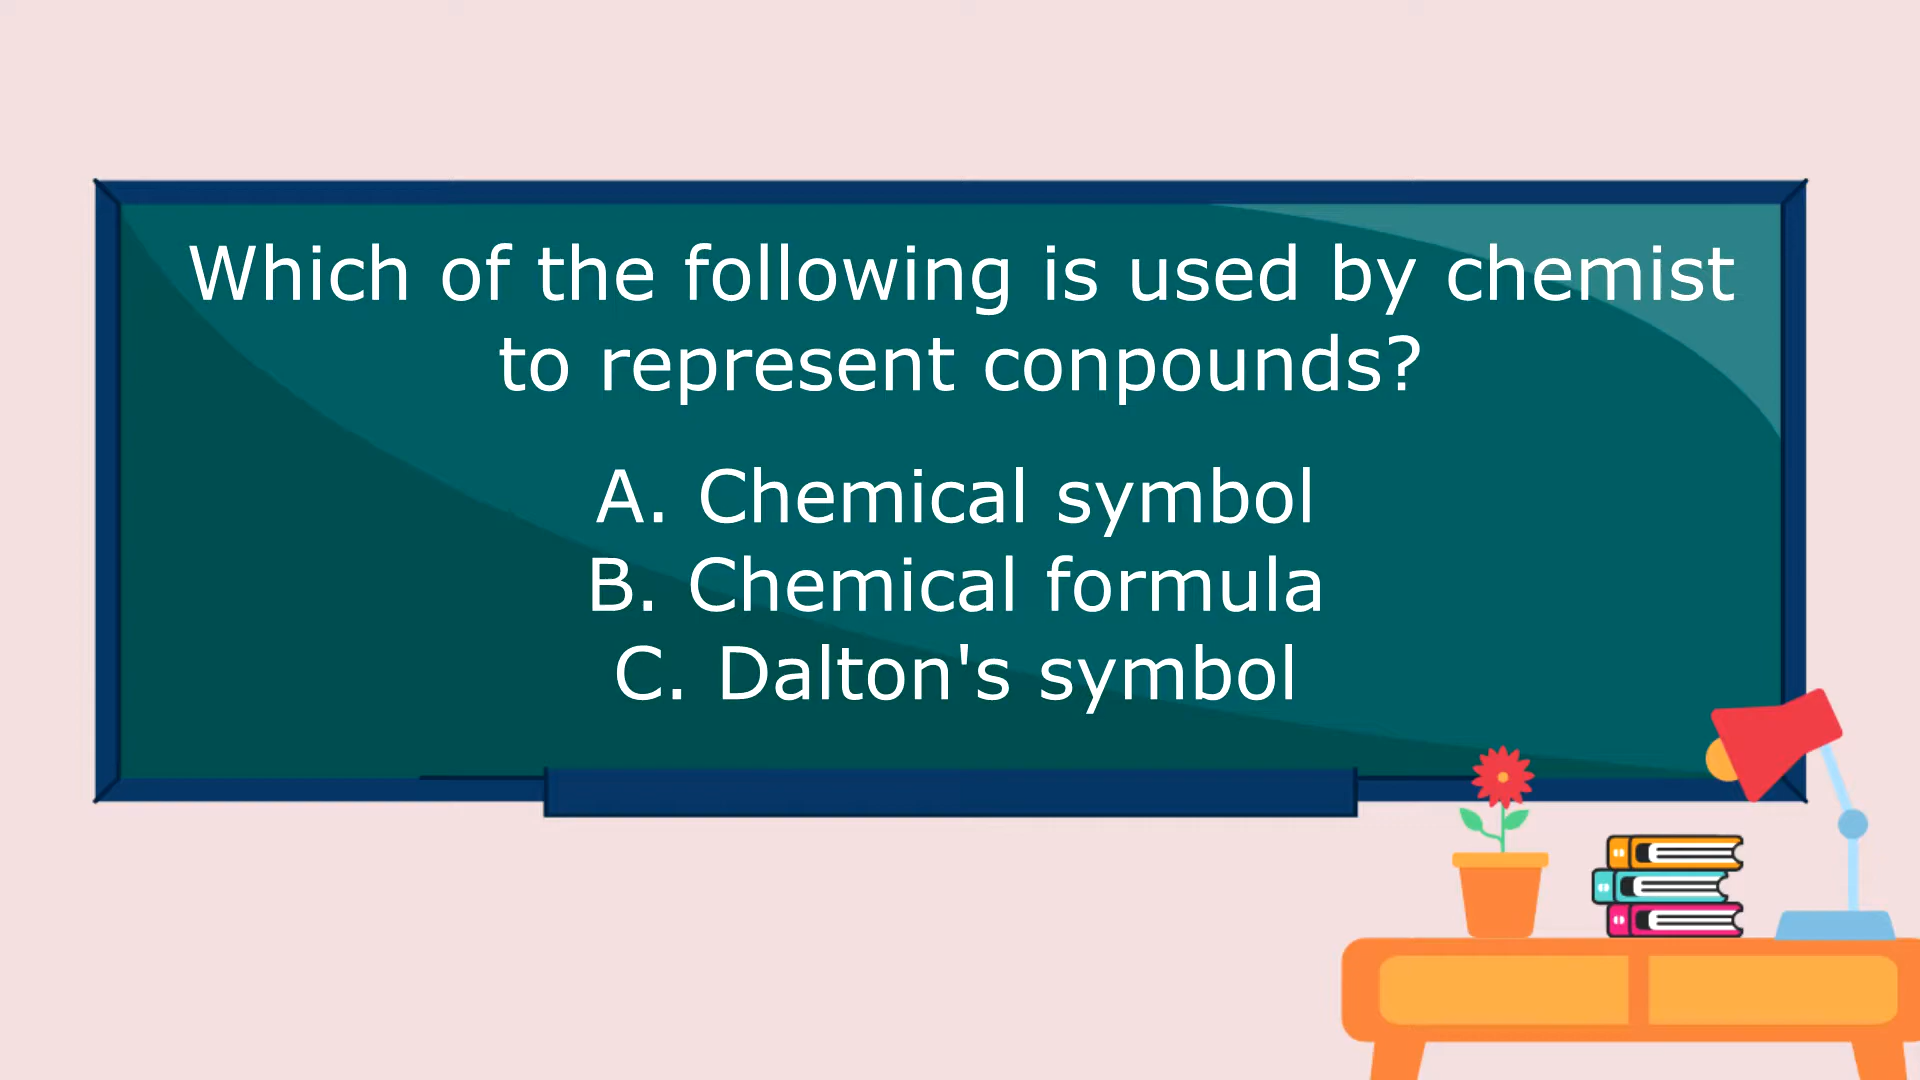 Which of the following is used by chemist
to represent conpounds?
A. Chemical symbol
B. Chemical formula
C. Dalton's symbol